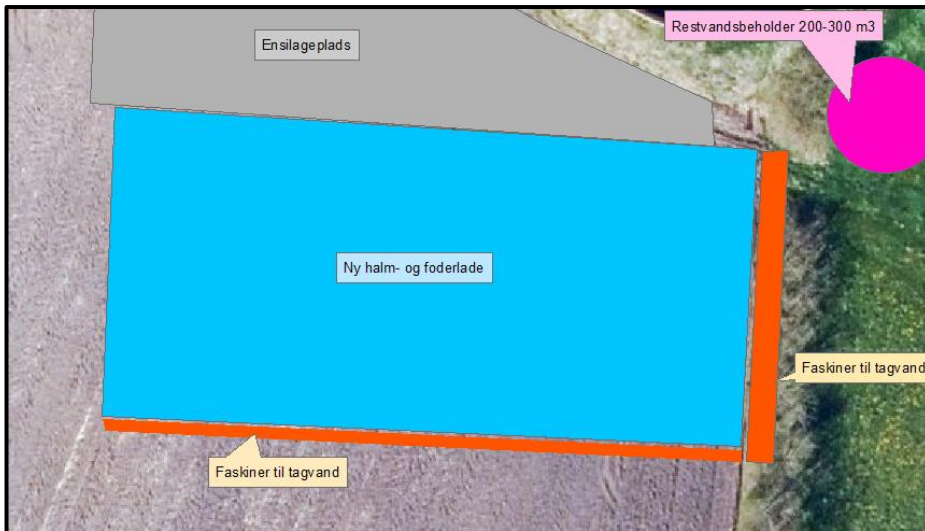 Restvandsbeholder 200-300 m3
Ensilageplads
Ny halm- og foderlade
Faskiner til tagvand
Faskiner til tagvand